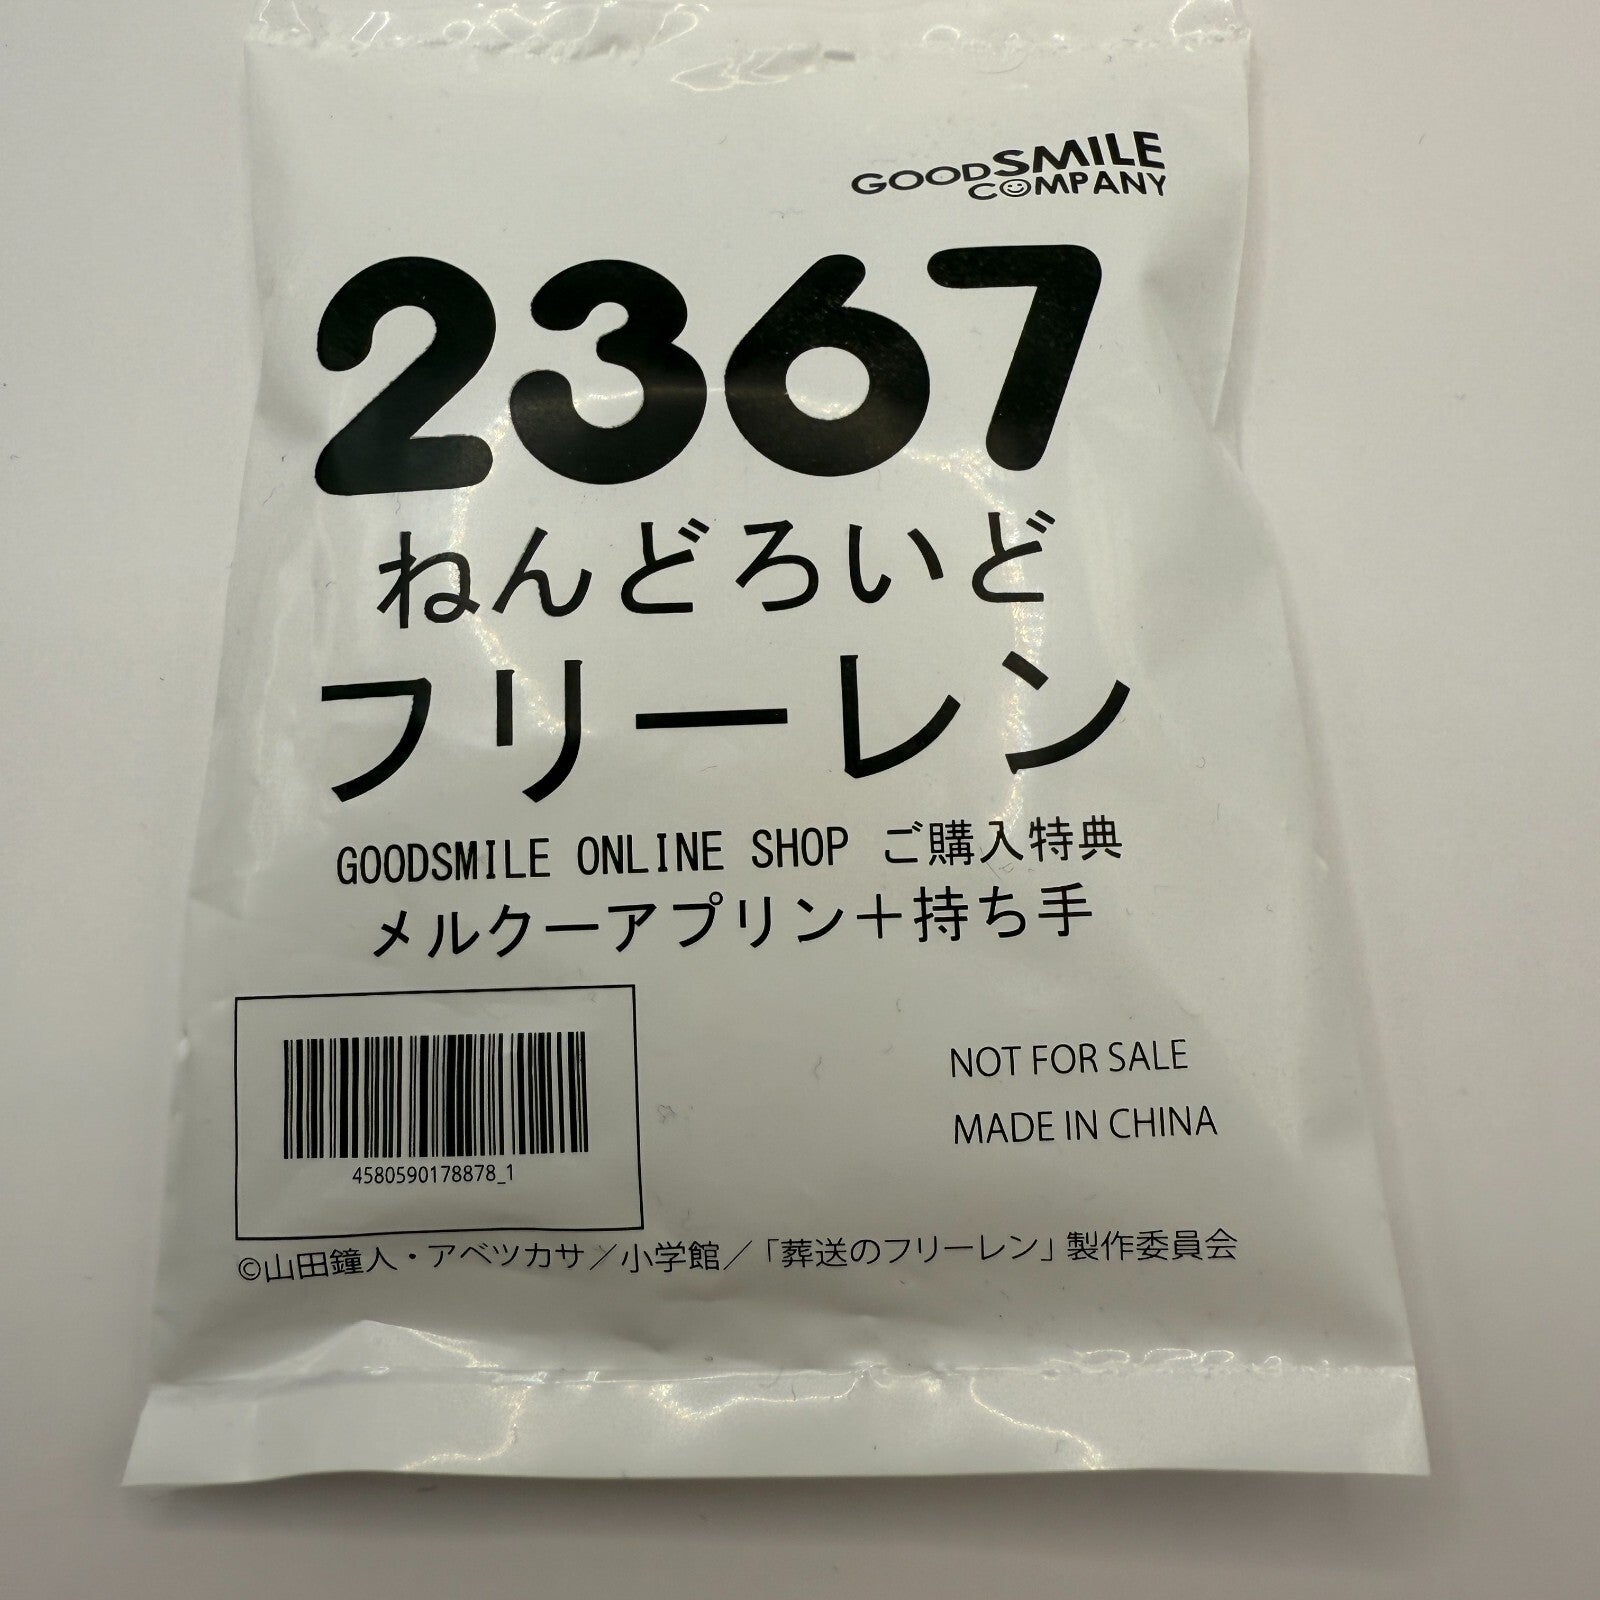 GOODSMILE
COMPANY
2367
ねんどろいど
フリーレン
GOODSMILE ONLINE SHOP ご購入特典
メルクーアプリン＋持ち手
NOT FOR SALE
MADE IN CHINA
4580590178878_1
©山田鐘人・アベツカサ／小学館／「葬送のフリーレン」製作委員会